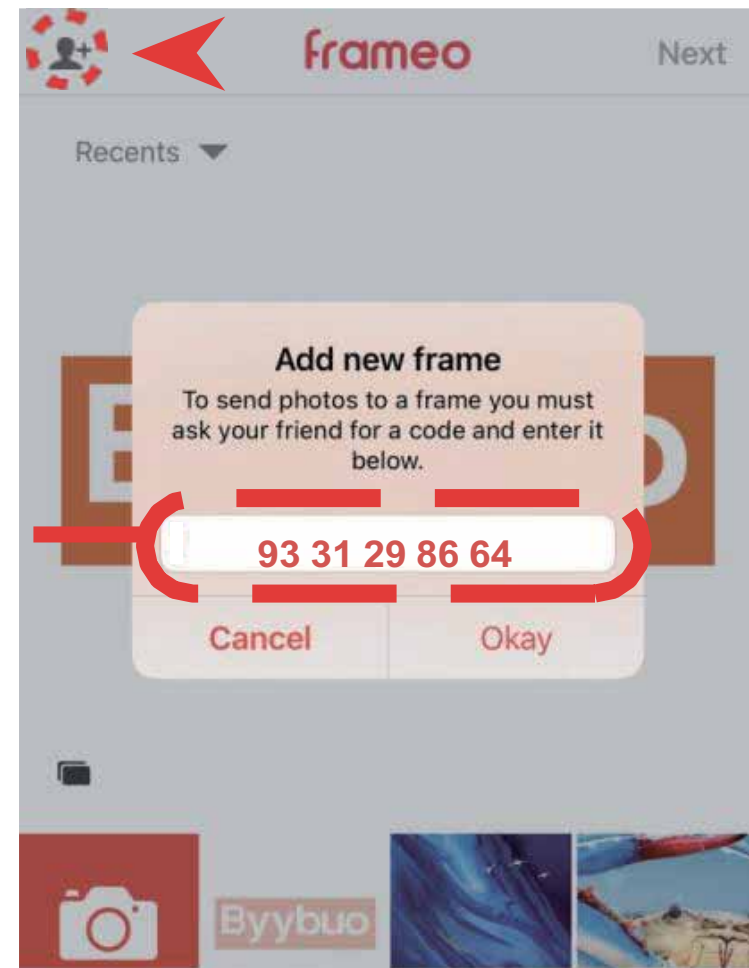 frameo
Next
Recents
Add new frame
To send photos to a frame you must
ask your friend for a code and enter it
below.
93 31 29 86 64
Cancel
Okay
Byybuo